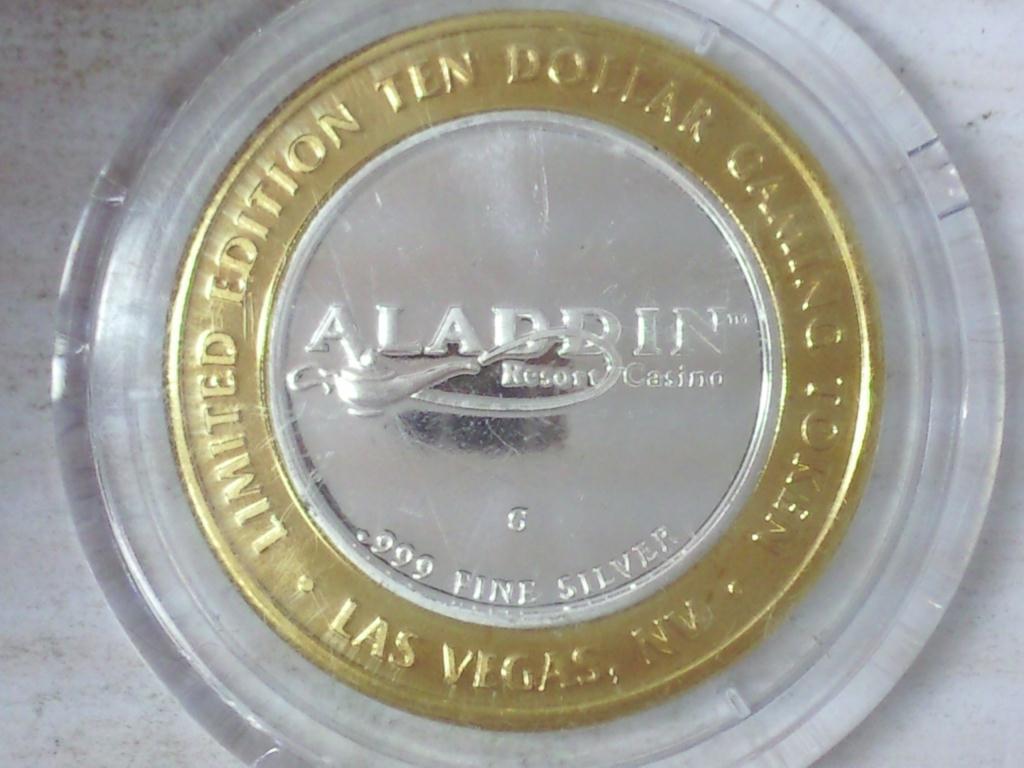 LIMITED EDITION TEN DOLLAR GAMING TOKEN
ALADDIN™
Resort Casino
G
.999 FINE SILVER
• LAS VEGAS, NV •